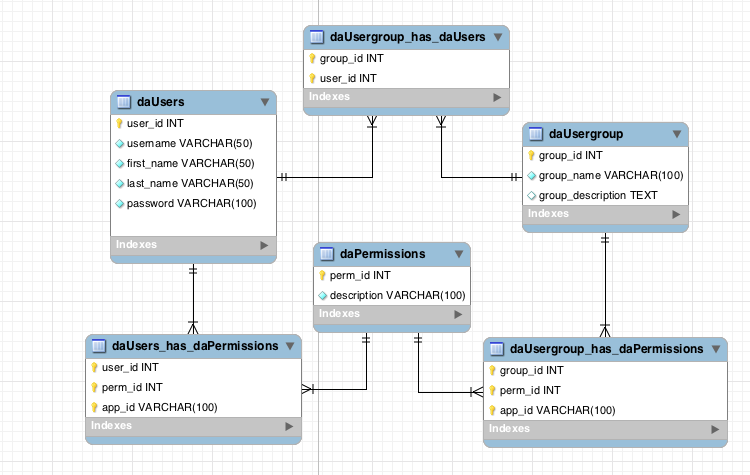 daUsergroup_has_daUsers
group_id INT
user_id INT
Indexes
daUsers
user_id INT
username VARCHAR(50)
first_name VARCHAR(50)
last_name VARCHAR(50)
password VARCHAR(100)
Indexes
daUsergroup
group_id INT
group_name VARCHAR(100)
group_description TEXT
Indexes
daPermissions
perm_id INT
description VARCHAR(100)
Indexes
daUsers_has_daPermissions
user_id INT
perm_id INT
app_id VARCHAR(100)
Indexes
daUsergroup_has_daPermissions
group_id INT
perm_id INT
app_id VARCHAR(100)
Indexes